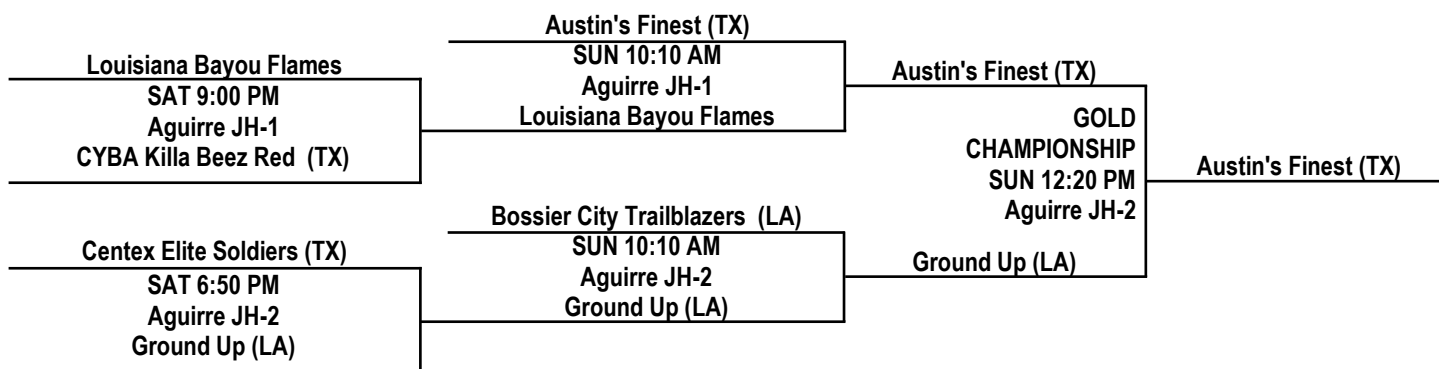 Austin's Finest (TX)
Louisiana Bayou Flames
SUN 10:10 AM
Austin's Finest (TX)
SAT 9:00 PM
Aguirre JH-1
Aguirre JH-1
Louisiana Bayou Flames
GOLD
CYBA Killa Beez Red (TX)
CHAMPIONSHIP
Austin's Finest (TX)
SUN 12:20 PM
Bossier City Trailblazers (LA)
Aguirre JH-2
Centex Elite Soldiers (TX)
SUN 10:10 AM
Ground Up (LA)
SAT 6:50 PM
Aguirre JH-2
Aguirre JH-2
Ground Up (LA)
Ground Up (LA)